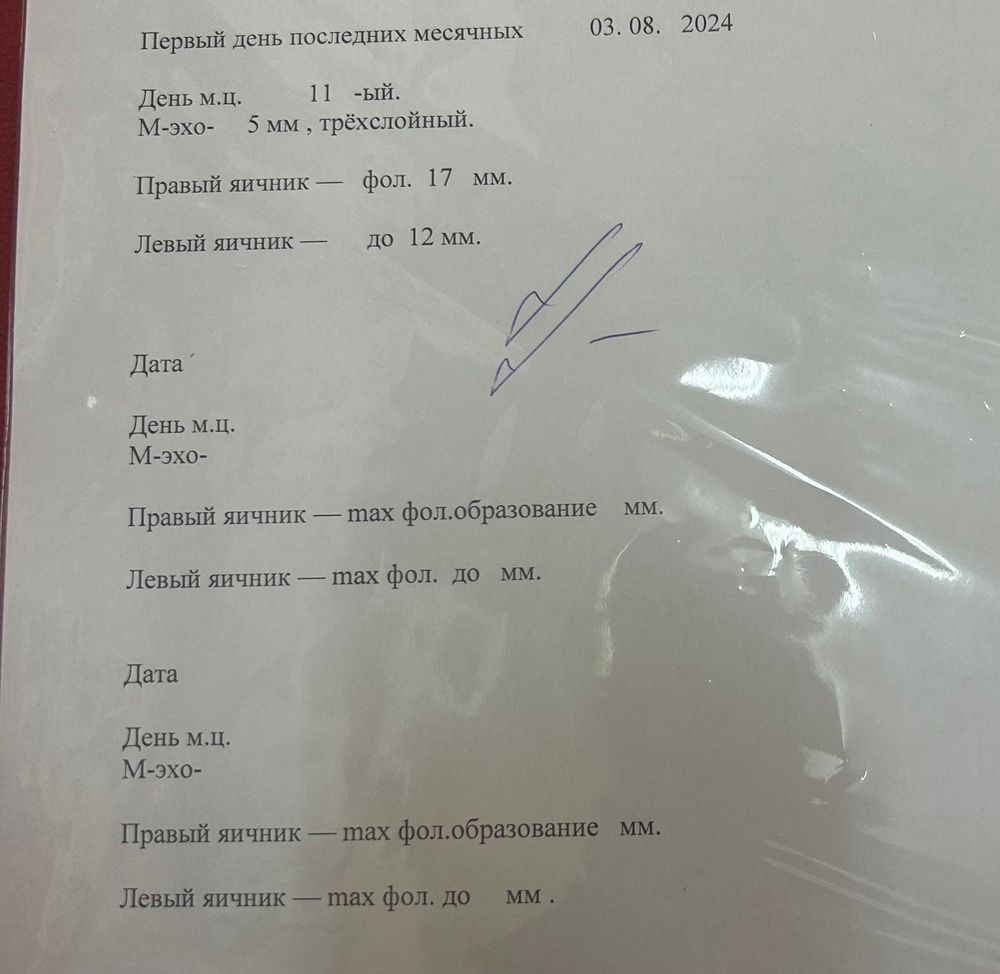 Первый день последних месячных 03. 08. 2024
День м.ц. 11 -ый.
М-эхо- 5 мм , трёхслойный.
Правый яичник — фол. 17 мм.
Левый яичник — до 12 мм.
Дата
День м.ц.
М-эхо-
Правый яичник — max фол.образование мм.
Левый яичник — max фол. до мм.
Дата
День м.ц.
М-эхо-
Правый яичник — max фол.образование мм.
Левый яичник — max фол. до мм .